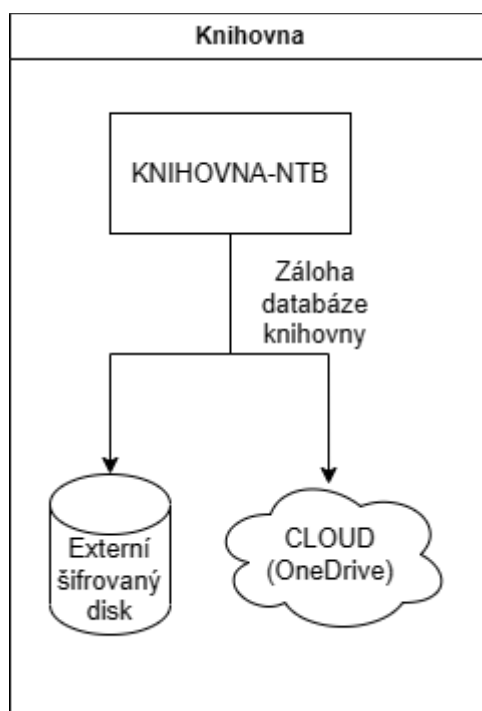 Knihovna
KNIHOVNA-NTB
Záloha
databáze
knihovny
Externí
šifrovaný
disk
CLOUD
(OneDrive)